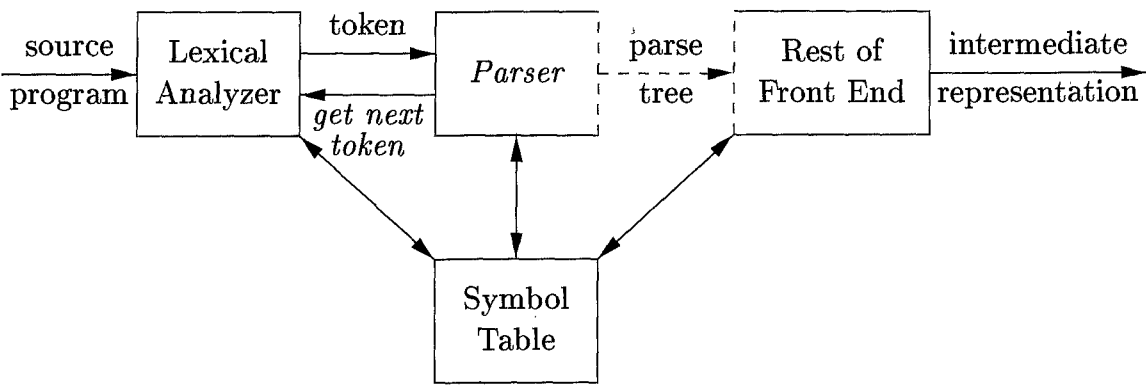 source
program
Lexical
Analyzer
token
get next
token
Parser
parse
tree
Rest of
Front End
intermediate
representation
Symbol
Table